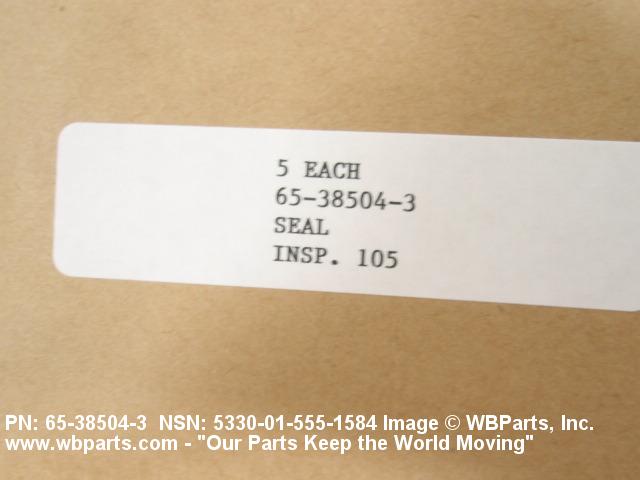 5 EACH
65-38504-3
SEAL
INSP. 105
PN: 65-38504-3 NSN: 5330-01-555-1584 Image © WBParts, Inc.
www.wbparts.com - "Our Parts Keep the World Moving"